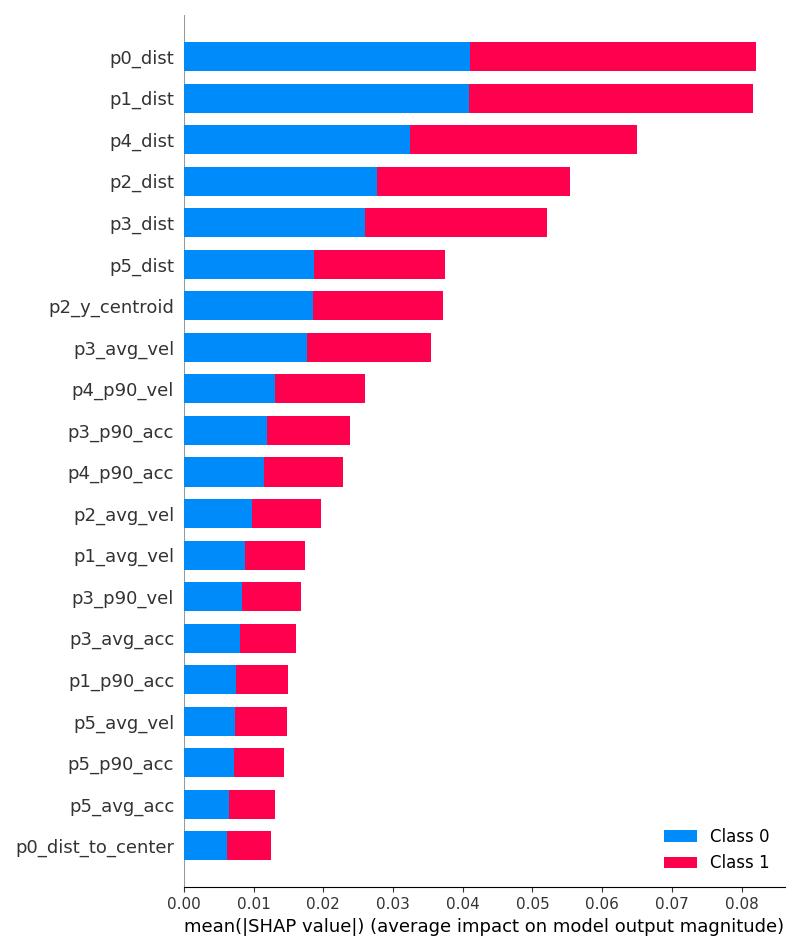 p0_dist
p1_dist
p4_dist
p2_dist
p3_dist
p5_dist
p2_y_centroid
p3_avg_vel
p4_p90_vel
p3_p90_acc
p4_p90_acc
p2_avg_vel
p1_avg_vel
p3_p90_vel
p3_avg_acc
p1_p90_acc
p5_avg_vel
p5_p90_acc
p5_avg_acc
p0_dist_to_center
Class 0
Class 1
0.00 0.01 0.02 0.03 0.04 0.05 0.06 0.07 0.08
mean(|SHAP value|) (average impact on model output magnitude)